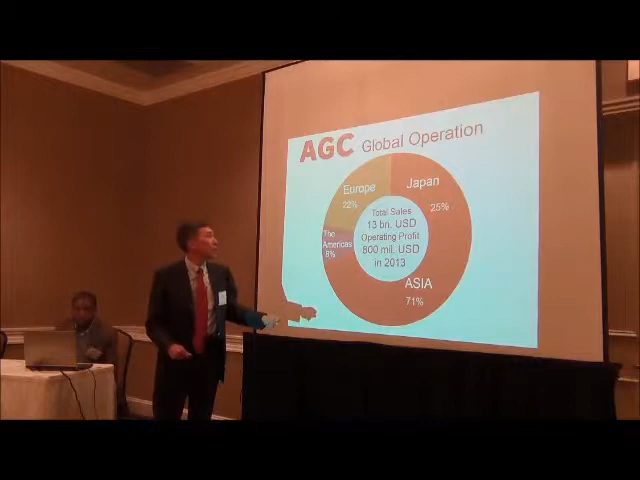 AGC Global Operation
Europe
22%
Japan
25%
The
Americas
8%
Total Sales
13 bn. USD
Operating Profit
800 mil. USD
in 2013
ASIA
71%